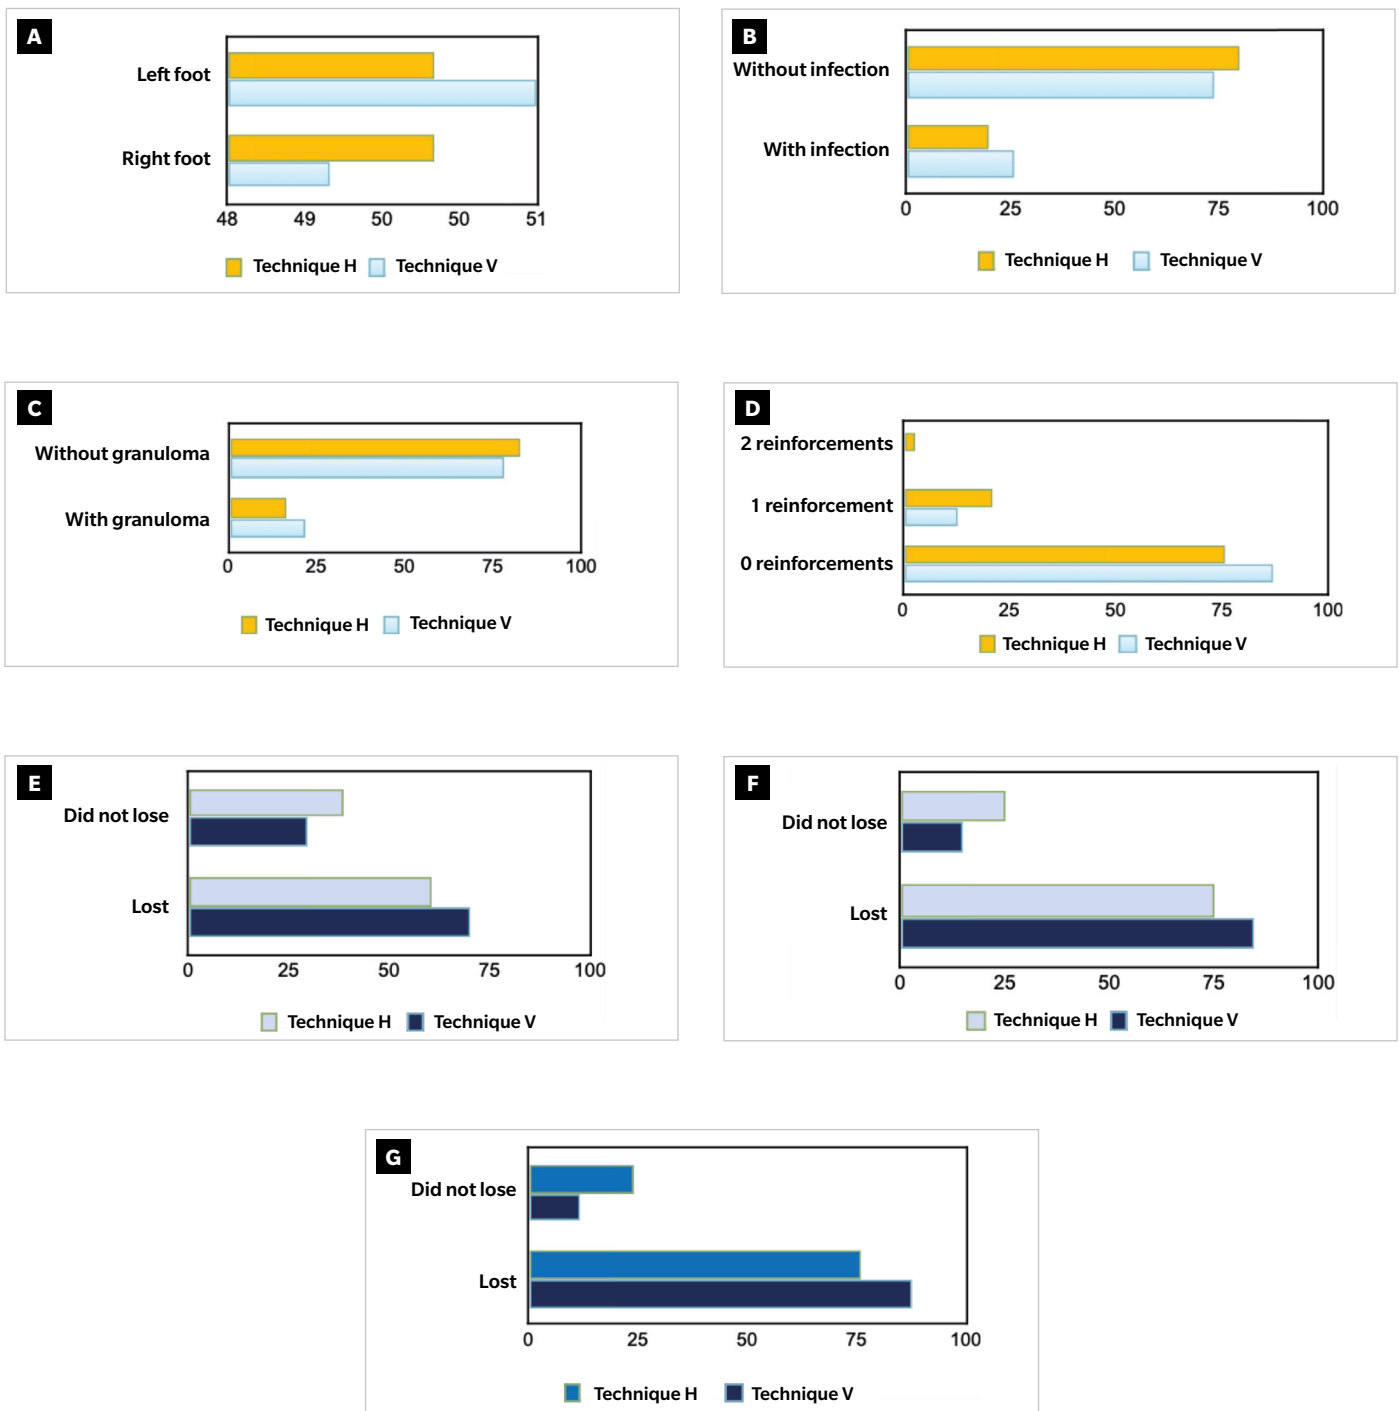 A
Left foot
Right foot
48 49 50 50 51
Technique H Technique V
B
Without infection
With infection
0 25 50 75 100
Technique H Technique V
C
Without granuloma
With granuloma
0 25 50 75 100
Technique H Technique V
D
2 reinforcements
1 reinforcement
0 reinforcements
0 25 50 75 100
Technique H Technique V
E
Did not lose
Lost
0 25 50 75 100
Technique H Technique V
F
Did not lose
Lost
0 25 50 75 100
Technique H Technique V
G
Did not lose
Lost
0 25 50 75 100
Technique H Technique V